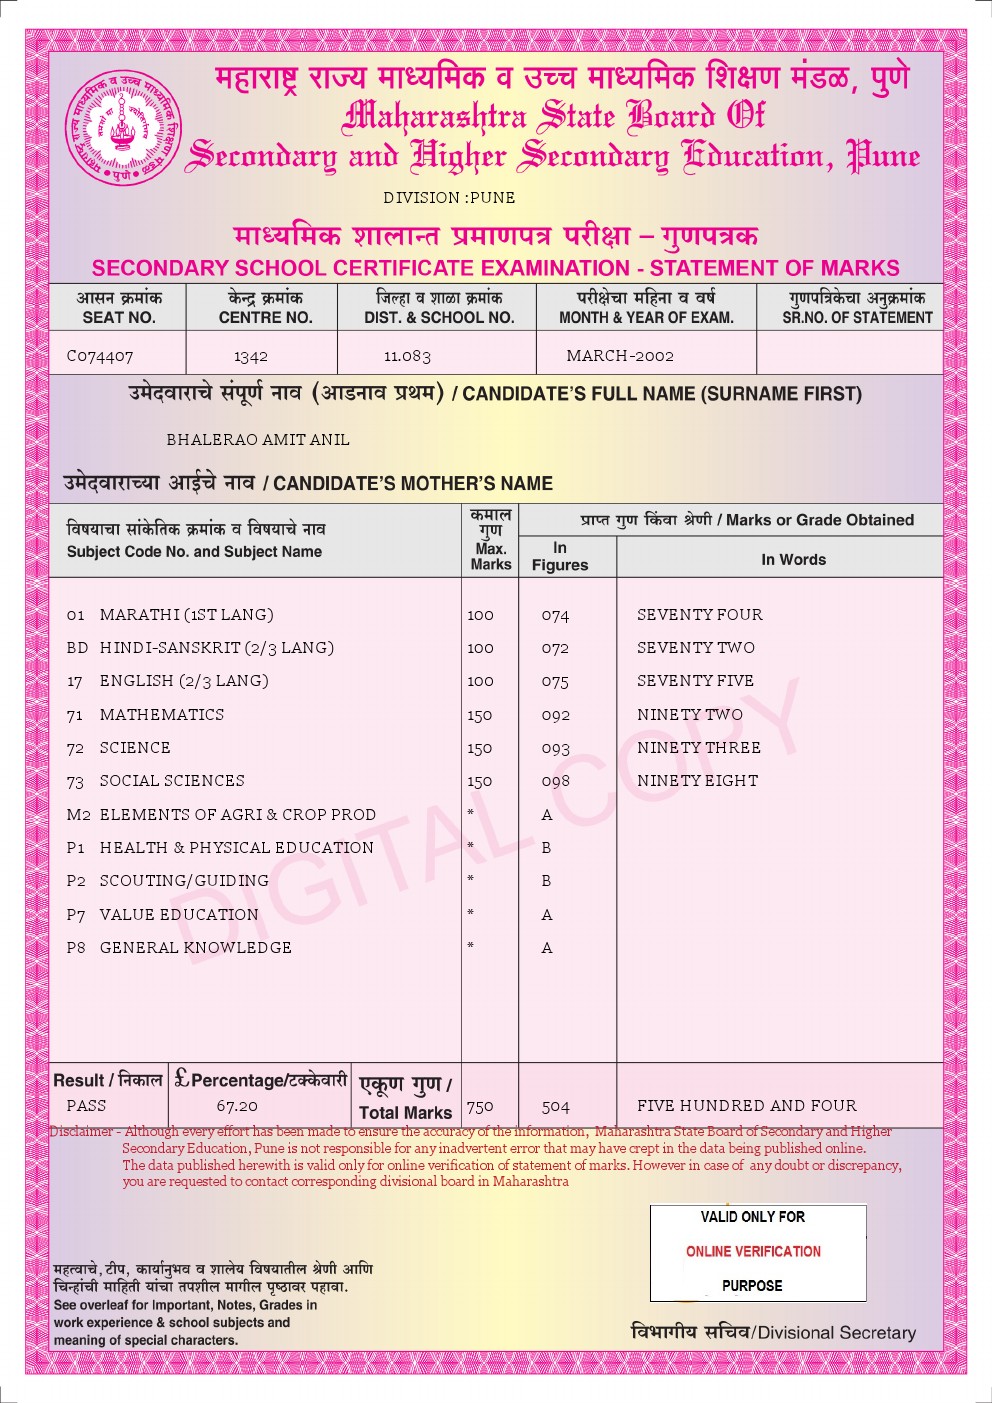 महाराष्ट्र राज्य माध्यमिक व उच्च माध्यमिक शिक्षण मंडळ, पुणे
Maharashtra State Board Of
Secondary and Higher Secondary Education, Pune
DIVISION :PUNE
माध्यमिक शालान्त प्रमाणपत्र परीक्षा – गुणपत्रक
SECONDARY SCHOOL CERTIFICATE EXAMINATION - STATEMENT OF MARKS
आसन क्रमांक केन्द्र क्रमांक जिल्हा व शाळा क्रमांक परीक्षेचा महिना व वर्ष गुणपत्रिकेचा अनुक्रमांक
SEAT NO. CENTRE NO. DIST. & SCHOOL NO. MONTH & YEAR OF EXAM. SR.NO. OF STATEMENT
C074407 1342 11.083 MARCH-2002
उमेदवाराचे संपूर्ण नाव (आडनाव प्रथम) / CANDIDATE'S FULL NAME (SURNAME FIRST)
BHALERAO AMIT ANIL
उमेदवाराच्या आईचे नाव / CANDIDATE'S MOTHER'S NAME
विषयाचा सांकेतिक क्रमांक व विषयाचे नाव
Subject Code No. and Subject Name
कमाल
गुण
Max.
Marks
प्राप्त गुण किंवा श्रेणी / Marks or Grade Obtained
In
Figures
In Words
01 MARATHI (1ST LANG) 100 074 SEVENTY FOUR
BD HINDI-SANSKRIT (2/3 LANG) 100 072 SEVENTY TWO
17 ENGLISH (2/3 LANG) 100 075 SEVENTY FIVE
71 MATHEMATICS 150 092 NINETY TWO
72 SCIENCE 150 093 NINETY THREE
73 SOCIAL SCIENCES 150 098 NINETY EIGHT
M2 ELEMENTS OF AGRI & CROP PROD * A
P1 HEALTH & PHYSICAL EDUCATION * B
P2 SCOUTING/GUIDING * B
P7 VALUE EDUCATION * A
P8 GENERAL KNOWLEDGE * A
DIGITAL COPY
Result / निकाल £Percentage/टक्केवारी एकूण गुण /
Total Marks
PASS 67.20 750 504 FIVE HUNDRED AND FOUR
Disclaimer - Although every effort has been made to ensure the accuracy of the information, Maharashtra State Board of Secondary and Higher
Secondary Education, Pune is not responsible for any inadvertent error that may have crept in the data being published online.
The data published herewith is valid only for online verification of statement of marks. However in case of any doubt or discrepancy,
you are requested to contact corresponding divisional board in Maharashtra
VALID ONLY FOR
ONLINE VERIFICATION
PURPOSE
महत्वाचे, टीप, कार्यानुभव व शालेय विषयातील श्रेणी आणि
चिन्हांची माहिती यांचा तपशील मागील पृष्ठावर पहावा.
See overleaf for Important, Notes, Grades in
work experience & school subjects and
meaning of special characters.
विभागीय सचिव/Divisional Secretary